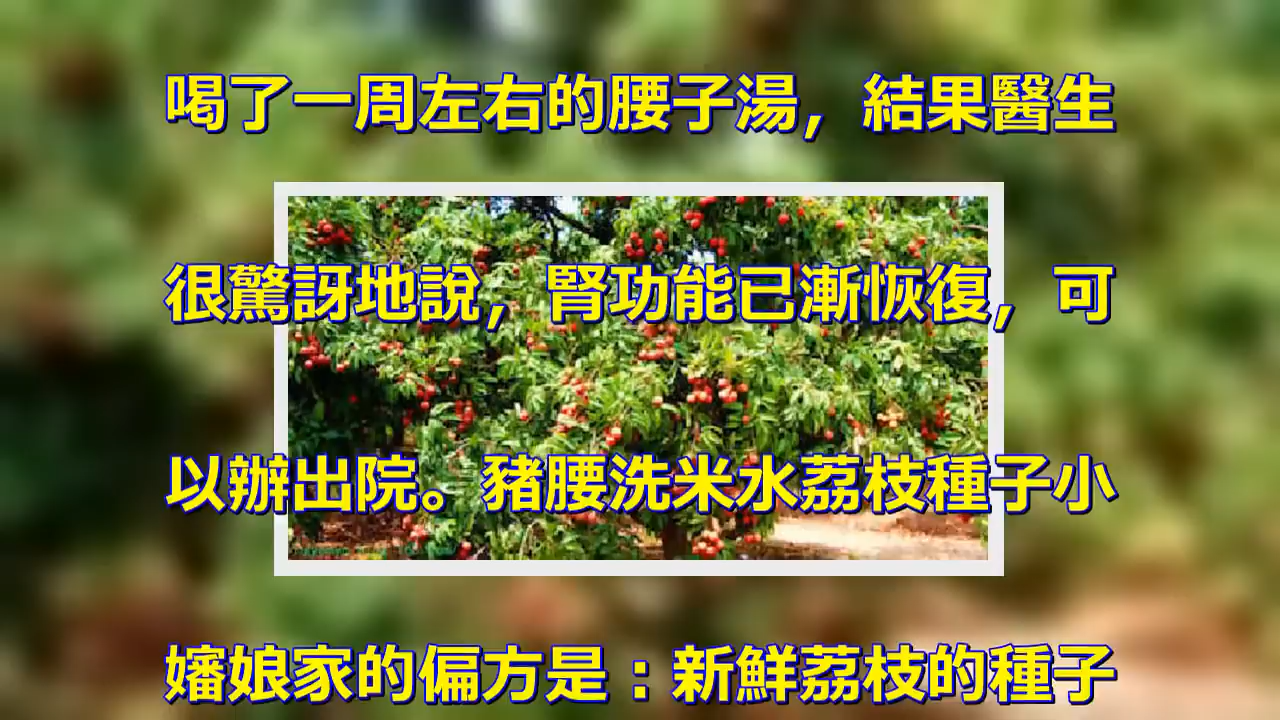 喝了一周左右的腰子湯，結果醫生
很驚訝地說，腎功能已漸恢復，可
以辦出院。豬腰洗米水荔枝種子小
嬸娘家的偏方是：新鮮荔枝的種子